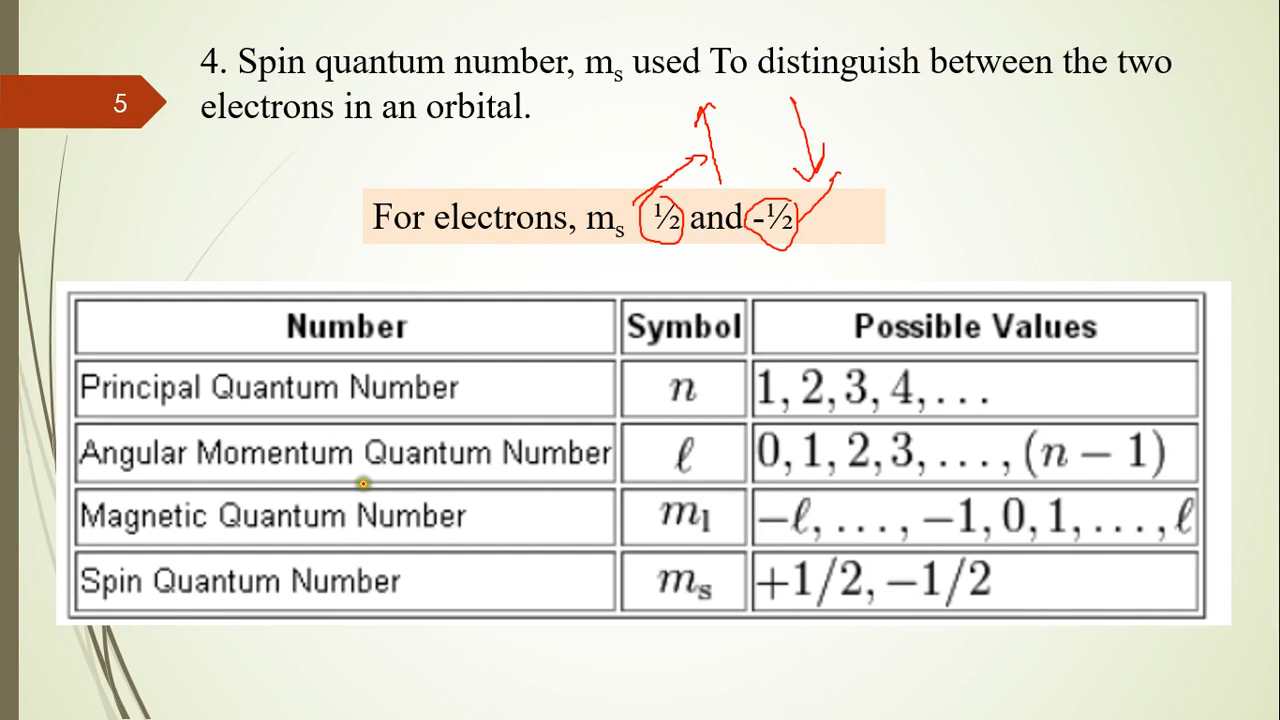 4. Spin quantum number, mₛ used To distinguish between the two
5
electrons in an orbital.
For electrons, mₛ ½ and -½
Number Symbol Possible Values
Principal Quantum Number n 1, 2, 3, 4, . . .
Angular Momentum Quantum Number ℓ 0, 1, 2, 3, . . . , (n − 1)
Magnetic Quantum Number mₗ −ℓ, . . . , −1, 0, 1, . . . , ℓ
Spin Quantum Number mₛ +1/2, −1/2